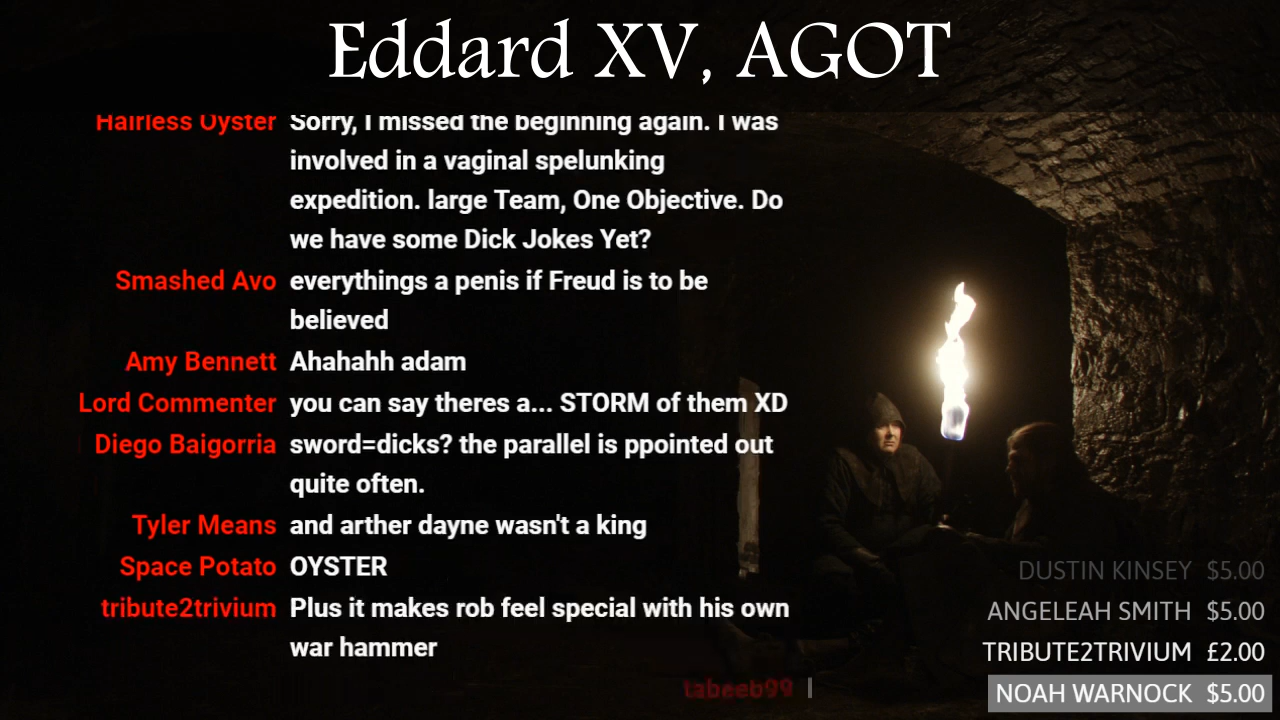 Eddard XV, AGOT
Hairless Oyster Sorry, I missed the beginning again. I was
involved in a vaginal spelunking
expedition. large Team, One Objective. Do
we have some Dick Jokes Yet?
Smashed Avo everythings a penis if Freud is to be
believed
Amy Bennett Ahahahh adam
Lord Commenter you can say theres a... STORM of them XD
Diego Baigorria sword=dicks? the parallel is ppointed out
quite often.
Tyler Means and arther dayne wasn't a king
Space Potato OYSTER
tribute2trivium Plus it makes rob feel special with his own
war hammer
DUSTIN KINSEY $5.00
ANGELEAH SMITH $5.00
TRIBUTE2TRIVIUM £2.00
NOAH WARNOCK $5.00